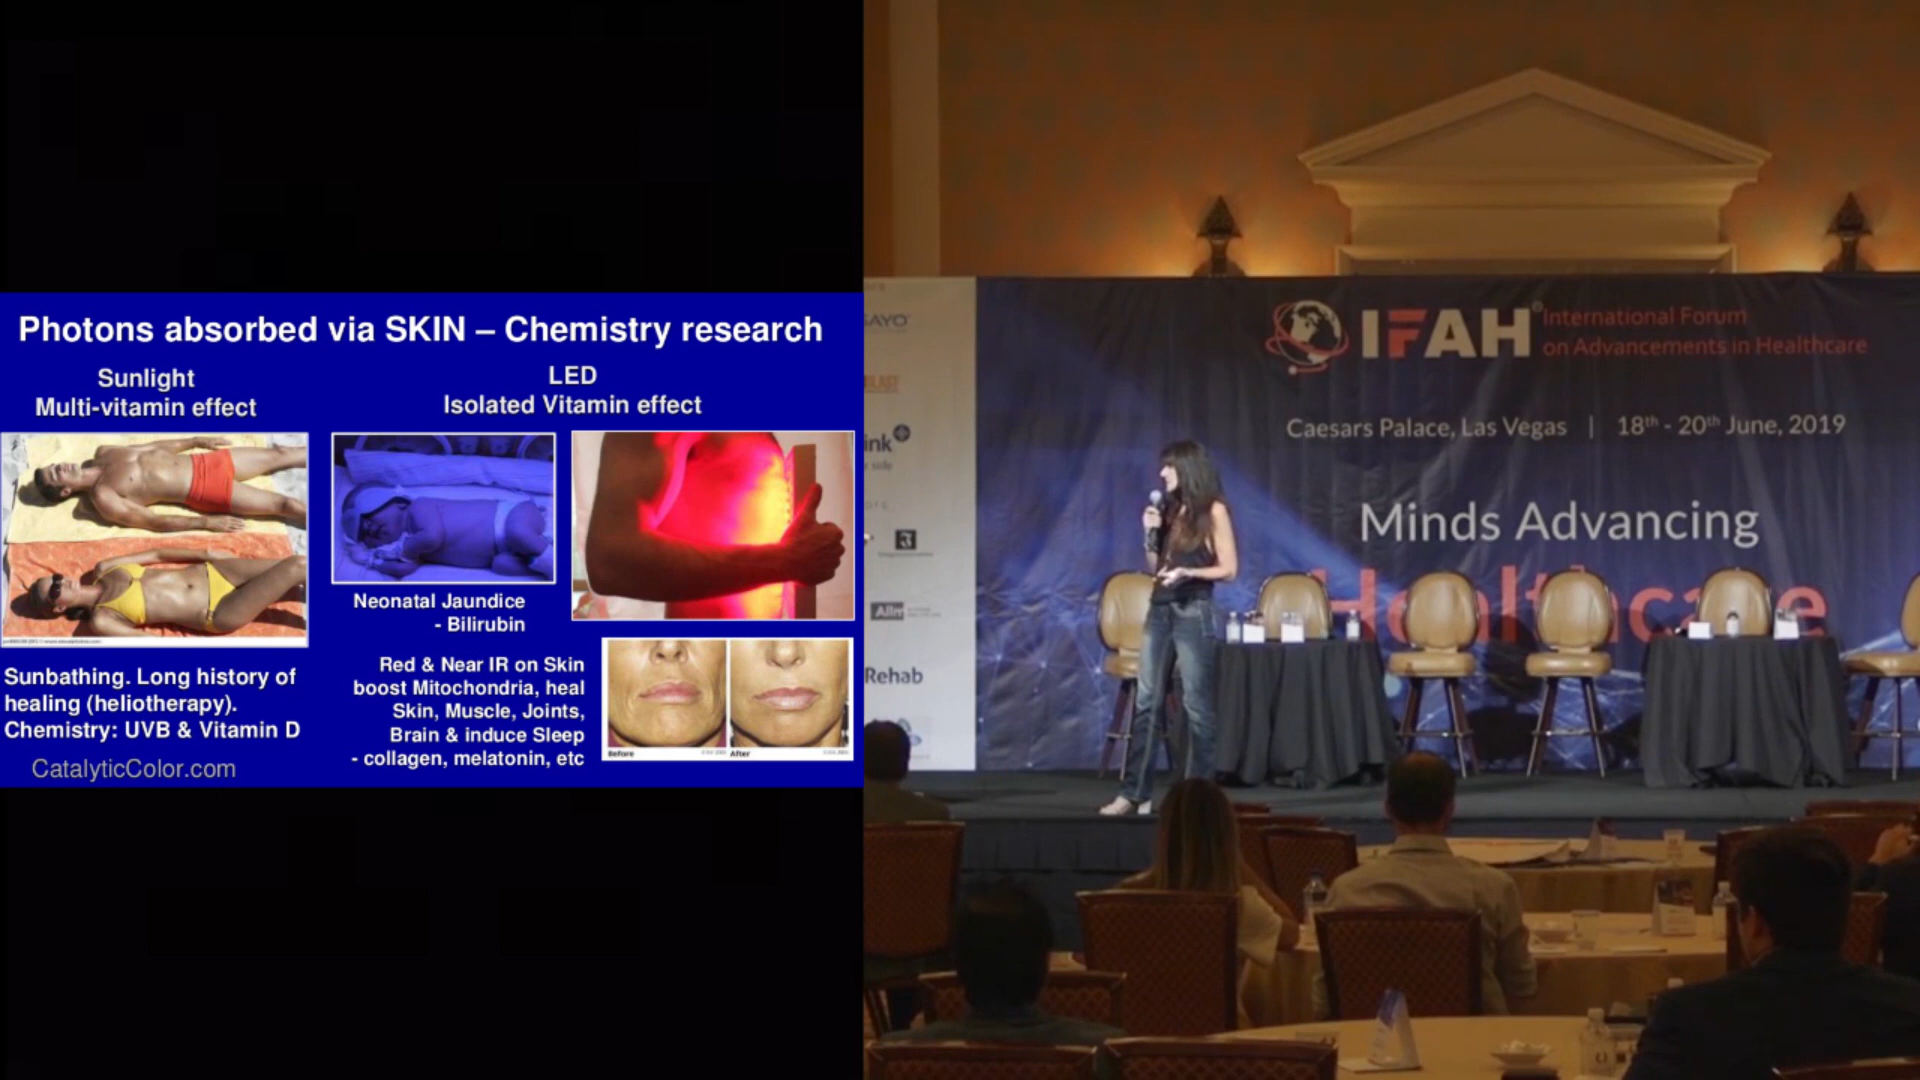 Photons absorbed via SKIN – Chemistry research
Sunlight
Multi-vitamin effect
LED
Isolated Vitamin effect
Neonatal Jaundice
- Bilirubin
Sunbathing. Long history of
healing (heliotherapy).
Chemistry: UVB & Vitamin D
Red & Near IR on Skin
boost Mitochondria, heal
Skin, Muscle, Joints,
Brain & induce Sleep
- collagen, melatonin, etc
Before
After
CatalyticColor.com
IFAH® International Forum
on Advancements in Healthcare
Caesars Palace, Las Vegas | 18th - 20th June, 2019
Minds Advancing
Healthcare
SAYO
ink
side
Rehab